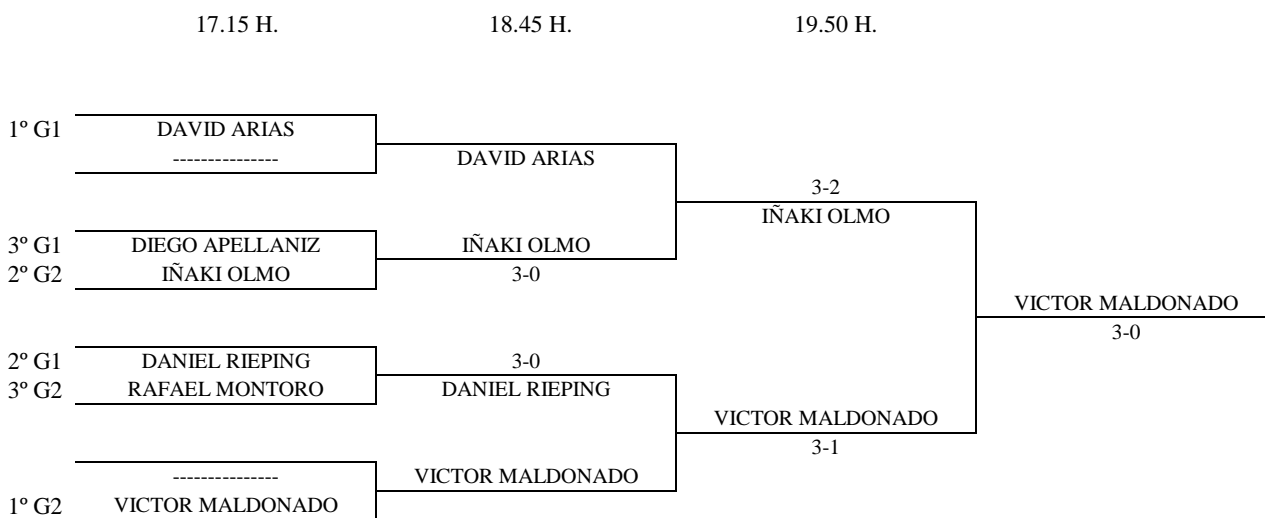 17.15 H. 18.45 H. 19.50 H.
1º G1 DAVID ARIAS
--------------- DAVID ARIAS
3-2
IÑAKI OLMO
3º G1 DIEGO APELLANIZ IÑAKI OLMO
2º G2 IÑAKI OLMO 3-0
VICTOR MALDONADO
3-0
2º G1 DANIEL RIEPING 3-0
3º G2 RAFAEL MONTORO DANIEL RIEPING
VICTOR MALDONADO
3-1
--------------- VICTOR MALDONADO
1º G2 VICTOR MALDONADO